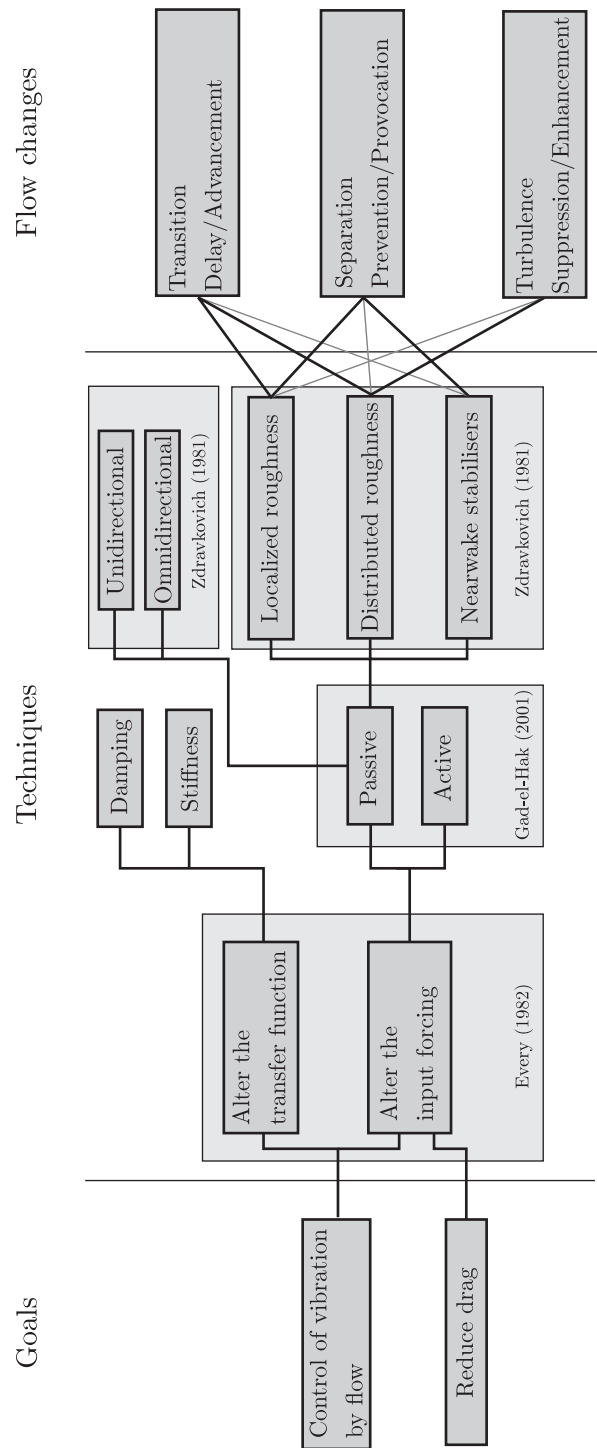 Goals
Techniques
Flow changes
Control of vibration
by flow
Reduce drag
Alter the
transfer function
Alter the
input forcing
Every (1982)
Damping
Stiffness
Passive
Active
Gad-el-Hak (2001)
Unidirectional
Omnidirectional
Zdravkovich (1981)
Localized roughness
Distributed roughness
Nearwake stabilisers
Zdravkovich (1981)
Transition
Delay/Advancement
Separation
Prevention/Provocation
Turbulence
Suppression/Enhancement